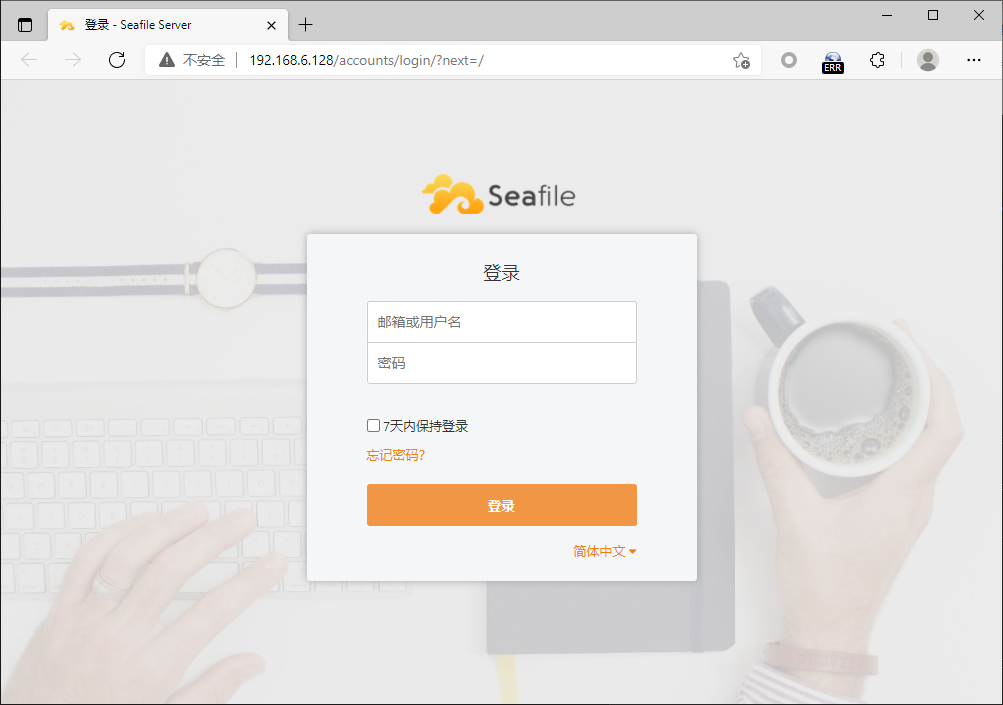 登录 - Seafile Server
不安全 192.168.6.128/accounts/login/?next=/
ERR
Seafile
登录
邮箱或用户名
密码
7天内保持登录
忘记密码?
登录
简体中文